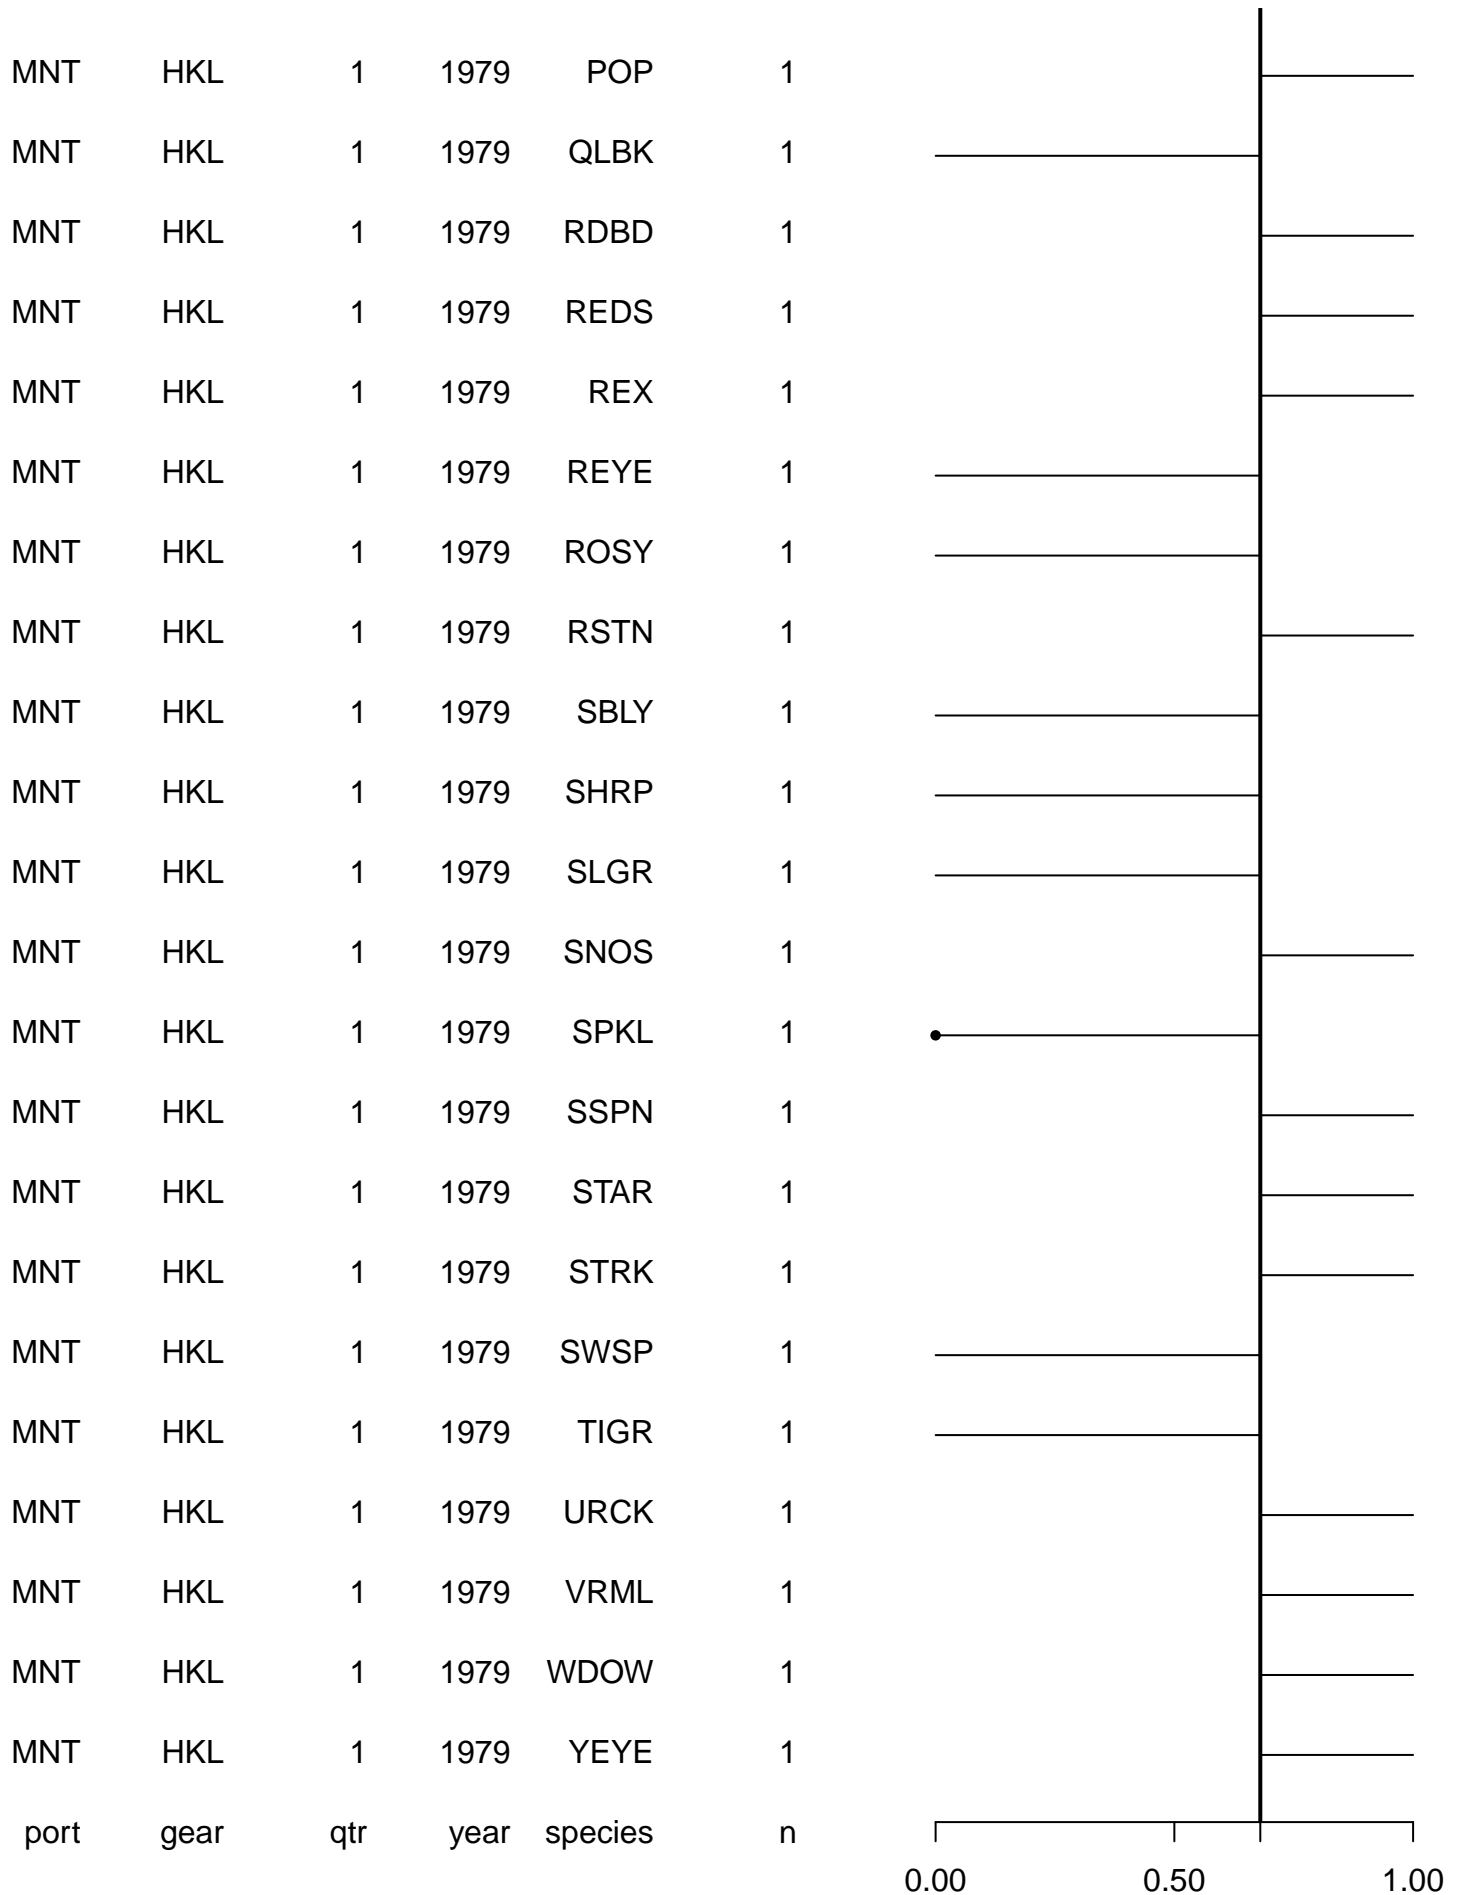 MNT HKL 1 1979 POP 1
MNT HKL 1 1979 QLBK 1
MNT HKL 1 1979 RDBD 1
MNT HKL 1 1979 REDS 1
MNT HKL 1 1979 REX 1
MNT HKL 1 1979 REYE 1
MNT HKL 1 1979 ROSY 1
MNT HKL 1 1979 RSTN 1
MNT HKL 1 1979 SBLY 1
MNT HKL 1 1979 SHRP 1
MNT HKL 1 1979 SLGR 1
MNT HKL 1 1979 SNOS 1
MNT HKL 1 1979 SPKL 1
MNT HKL 1 1979 SSPN 1
MNT HKL 1 1979 STAR 1
MNT HKL 1 1979 STRK 1
MNT HKL 1 1979 SWSP 1
MNT HKL 1 1979 TIGR 1
MNT HKL 1 1979 URCK 1
MNT HKL 1 1979 VRML 1
MNT HKL 1 1979 WDOW 1
MNT HKL 1 1979 YEYE 1
port gear qtr year species n
0.00 0.50 1.00